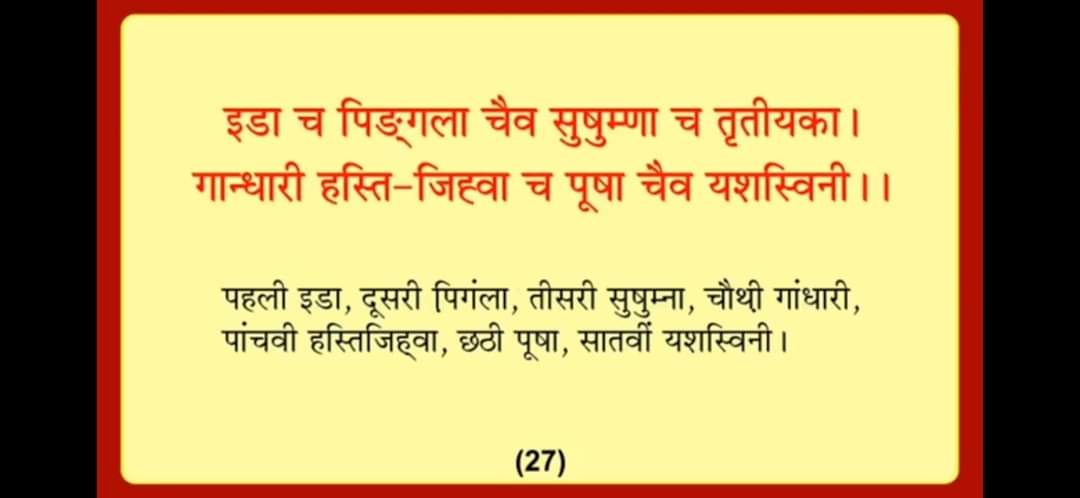 इडा च पिङ्गला चैव सुषुम्णा च तृतीयका।
गान्धारी हस्ति-जिह्वा च पूषा चैव यशस्विनी।।
पहली इडा, दूसरी पिगंला, तीसरी सुषुम्ना, चौथी़ गांधारी,
पांचवी हस्तिजिह्वा, छठी पूषा, सातवीं यशस्विनी।
(27)